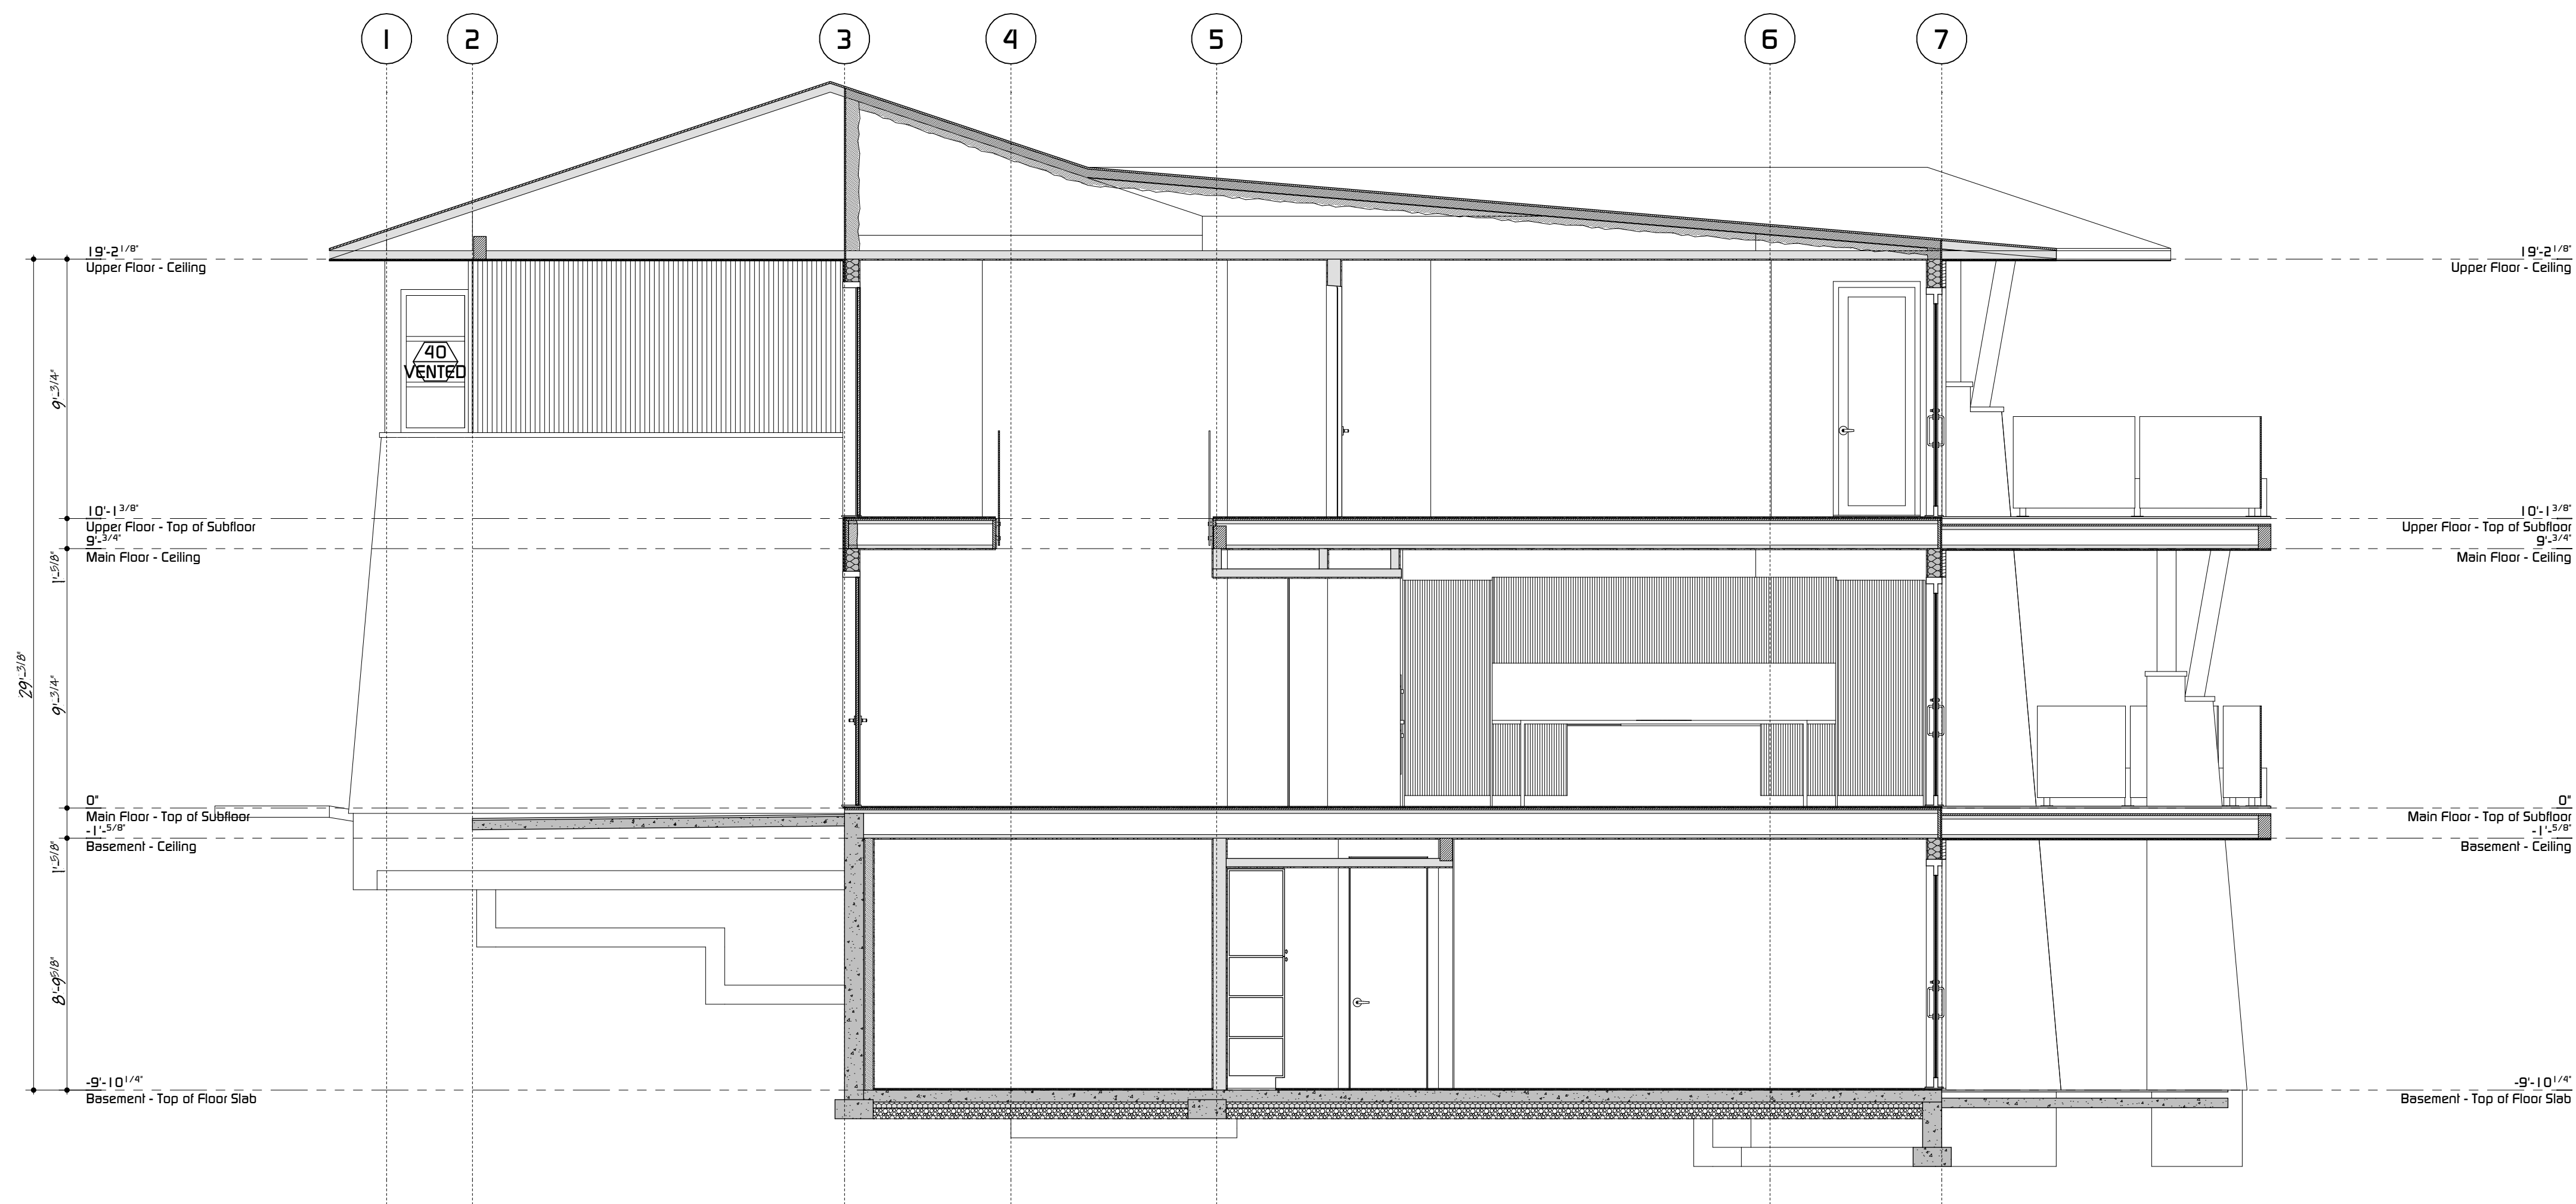 1 2 3 4 5 6 7
19'-2 1/8"
Upper Floor - Ceiling
19'-2 1/8"
Upper Floor - Ceiling
40
VENTED
9'-3/4"
10'-1 3/8"
Upper Floor - Top of Subfloor
9'-3/4"
Main Floor - Ceiling
10'-1 3/8"
Upper Floor - Top of Subfloor
9'-3/4"
Main Floor - Ceiling
1'-5/8"
29'-3/8"
9'-3/4"
0"
Main Floor - Top of Subfloor
-1'-5/8"
Basement - Ceiling
0"
Main Floor - Top of Subfloor
-1'-5/8"
Basement - Ceiling
1'-5/8"
8'-9 5/8"
-9'-10 1/4"
Basement - Top of Floor Slab
-9'-10 1/4"
Basement - Top of Floor Slab